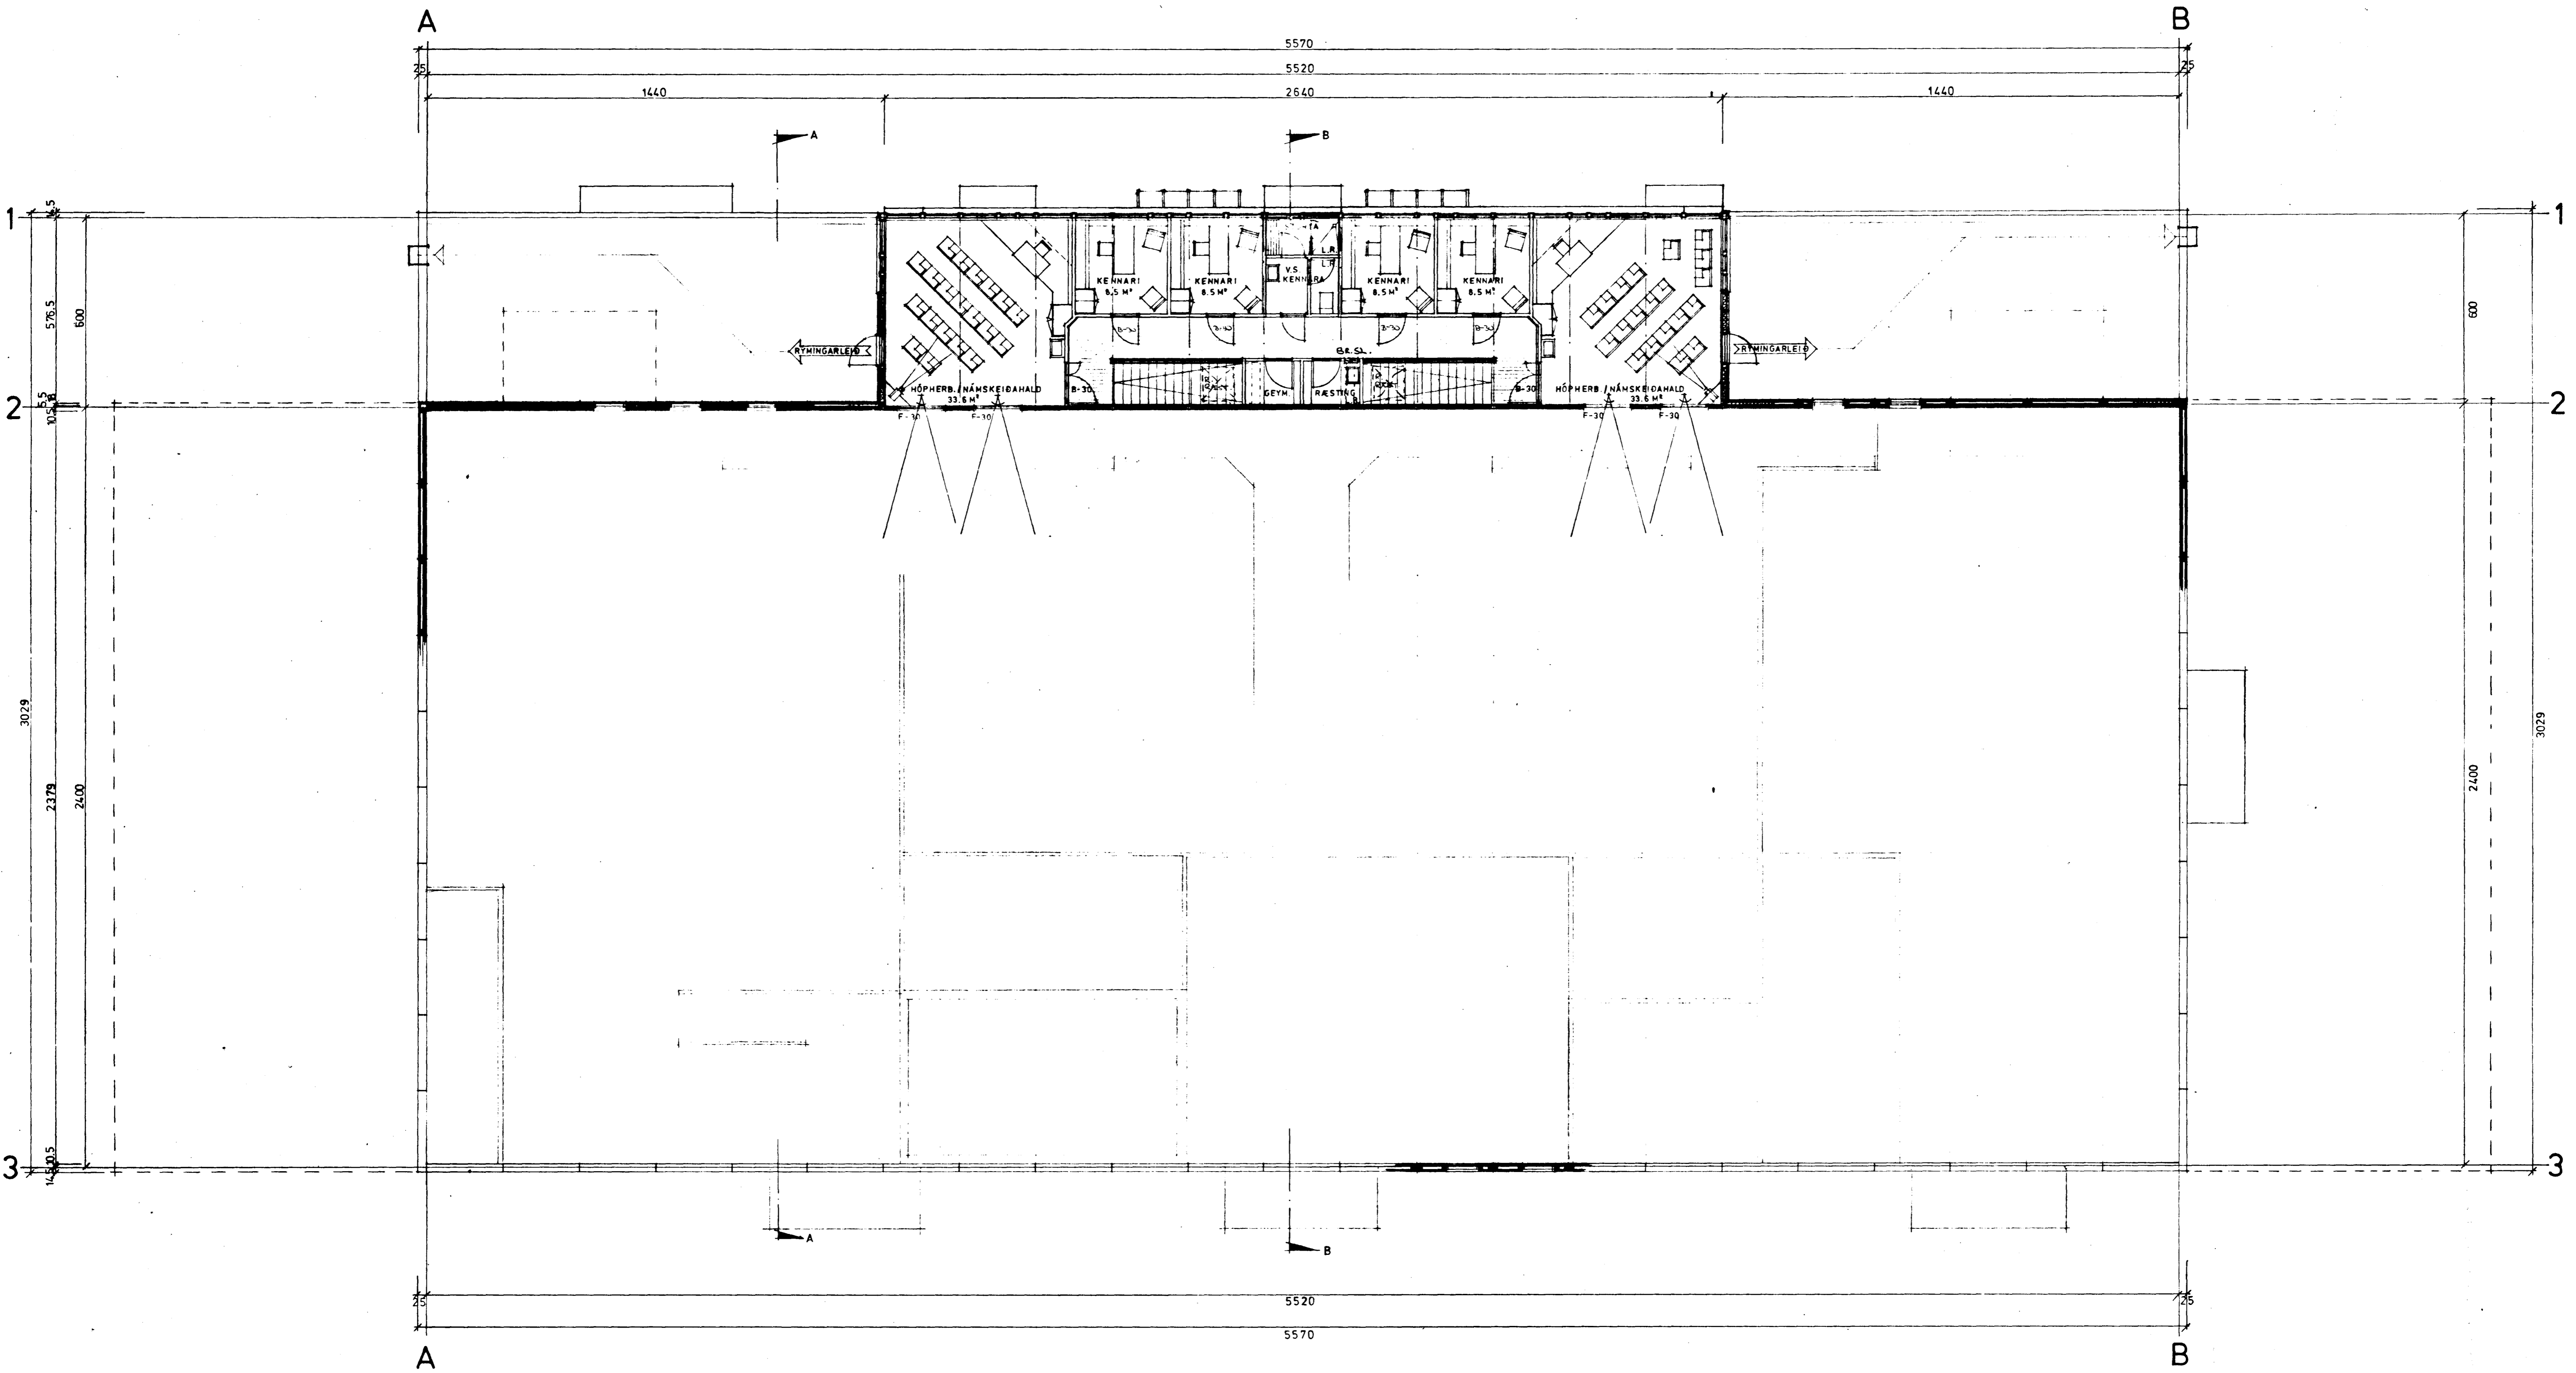 A B
5570
25 5520 25
1440 2640 1440
A B
1 1
RÝMINGARLEIÐ
HÓPHERB. / NÁMSKEIÐAHALD
33.6 M²
F-30 F-30
KENNARI
8.5 M²
KENNARI
8.5 M²
V.S.
KENNARA
L.R.
L.R.
KENNARI
8.5 M²
KENNARI
8.5 M²
B-30 B-30 B-30 B-30
BR.SL.
B-30 GEYM. RÆSTING B-30
HÓPHERB. / NÁMSKEIÐAHALD
33.6 M²
F-30 F-30
RÝMINGARLEIÐ
2 2
576.5
600
600
3029
2379
2400
2400
3029
3 3
A B
25 5520 25
5570
A B